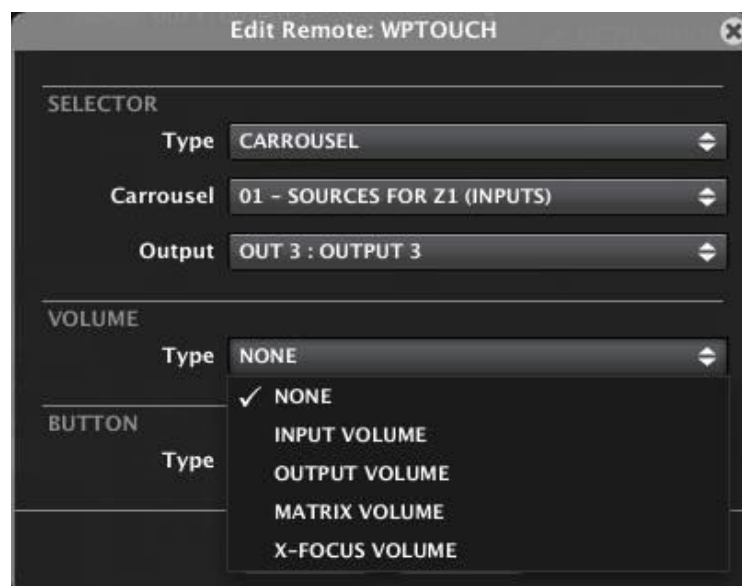 Edit Remote: WPTOUCH
SELECTOR
Type CARROUSEL
Carrousel 01 – SOURCES FOR Z1 (INPUTS)
Output OUT 3 : OUTPUT 3
VOLUME
Type NONE
✓ NONE
BUTTON
INPUT VOLUME
Type
OUTPUT VOLUME
MATRIX VOLUME
X-FOCUS VOLUME